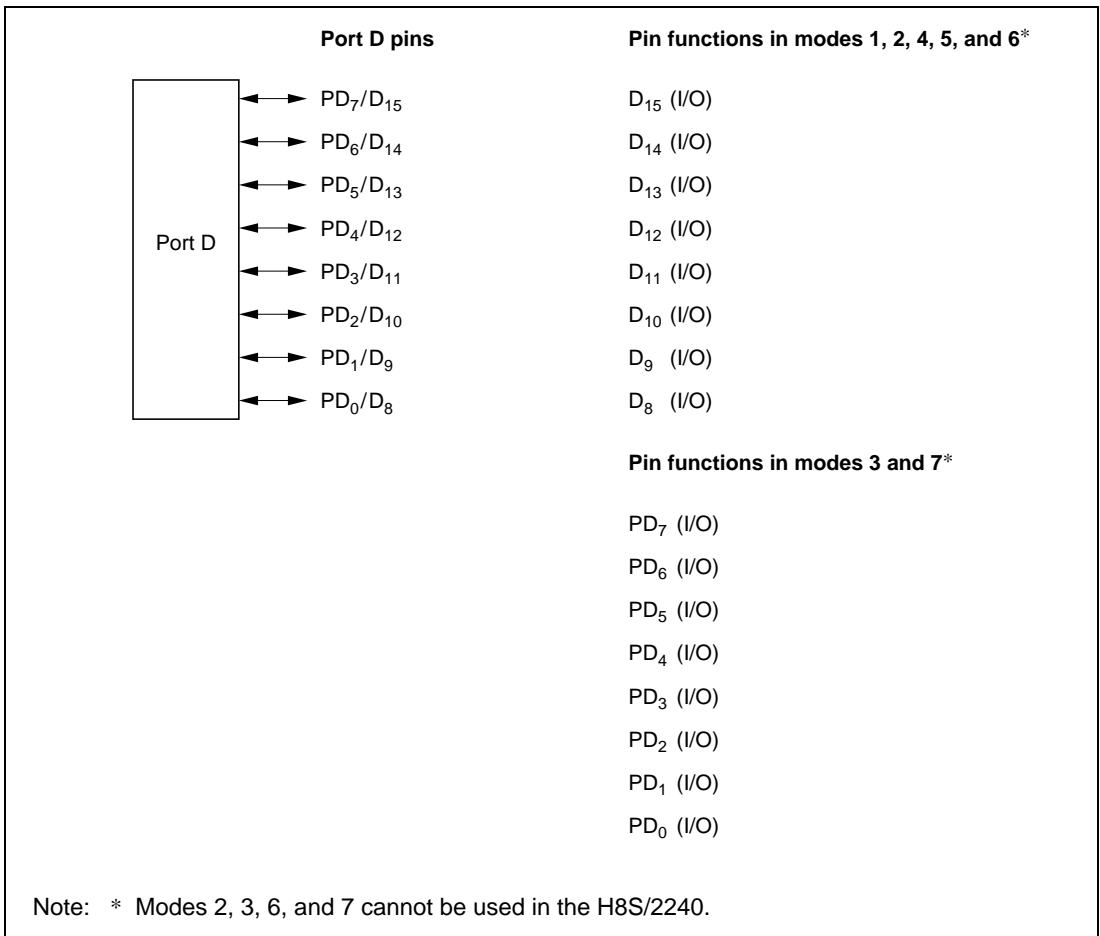 Port D pins Pin functions in modes 1, 2, 4, 5, and 6*
Port D
PD₇/D₁₅ D₁₅ (I/O)
PD₆/D₁₄ D₁₄ (I/O)
PD₅/D₁₃ D₁₃ (I/O)
PD₄/D₁₂ D₁₂ (I/O)
PD₃/D₁₁ D₁₁ (I/O)
PD₂/D₁₀ D₁₀ (I/O)
PD₁/D₉ D₉ (I/O)
PD₀/D₈ D₈ (I/O)
Pin functions in modes 3 and 7*
PD₇ (I/O)
PD₆ (I/O)
PD₅ (I/O)
PD₄ (I/O)
PD₃ (I/O)
PD₂ (I/O)
PD₁ (I/O)
PD₀ (I/O)
Note: * Modes 2, 3, 6, and 7 cannot be used in the H8S/2240.